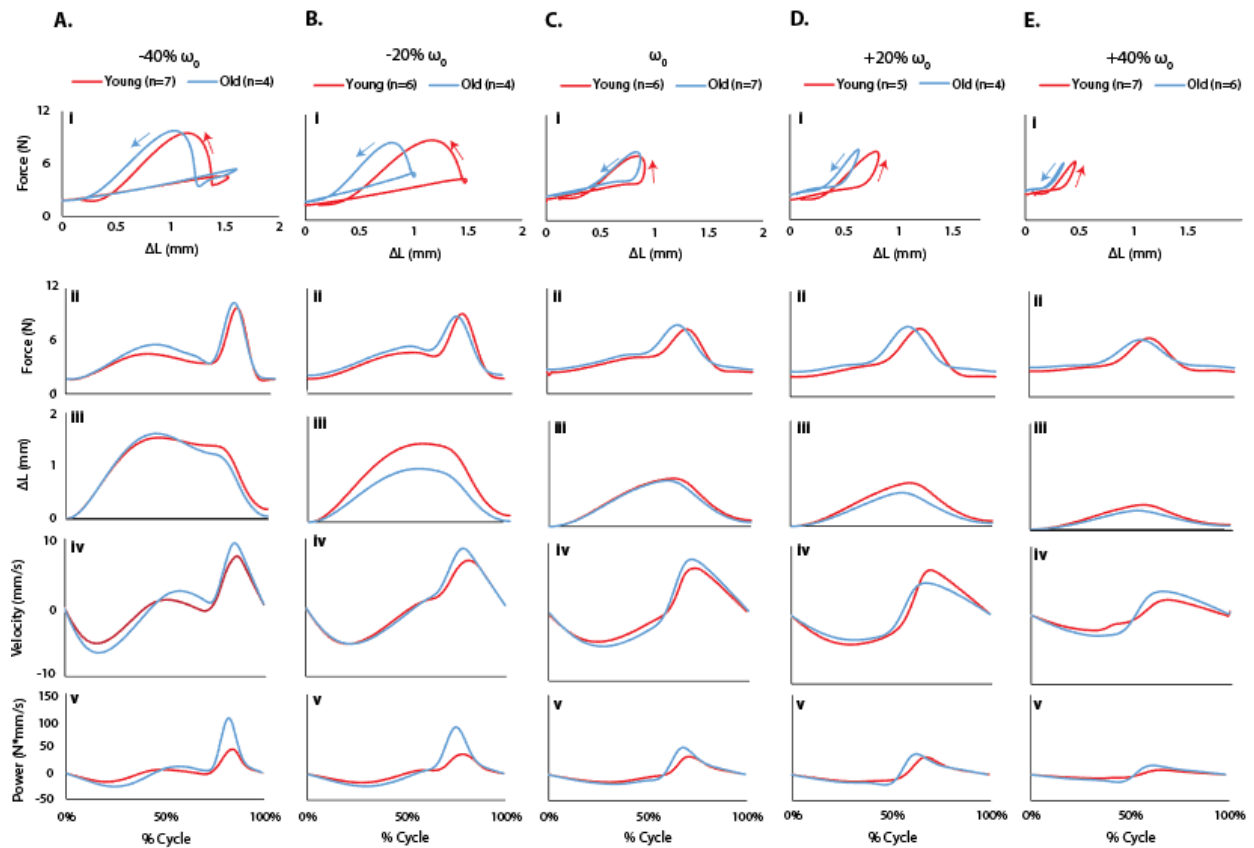 A. B. C. D. E.
-40% ω₀ -20% ω₀ ω₀ +20% ω₀ +40% ω₀
Young (n=7) Old (n=4) Young (n=6) Old (n=4) Young (n=6) Old (n=7) Young (n=5) Old (n=4) Young (n=7) Old (n=6)
12
i i i i i
Force (N)
6
0
0 0.5 1 1.5 2 0 0.5 1 1.5 2 0 0.5 1 1.5 2 0 0.5 1 1.5 0 0.5 1 1.5
ΔL (mm) ΔL (mm) ΔL (mm) ΔL (mm) ΔL (mm)
12
ii ii ii ii ii
Force (N)
6
0
2
iii iii iii iii iii
ΔL (mm)
1
0
10
iv iv iv iv iv
Velocity (mm/s)
0
-10
150
v v v v v
100
Power (N*mm/s)
50
0
-50
0% 50% 100% 0% 50% 100% 0% 50% 100% 0% 50% 100% 0% 50% 100%
% Cycle % Cycle % Cycle % Cycle % Cycle